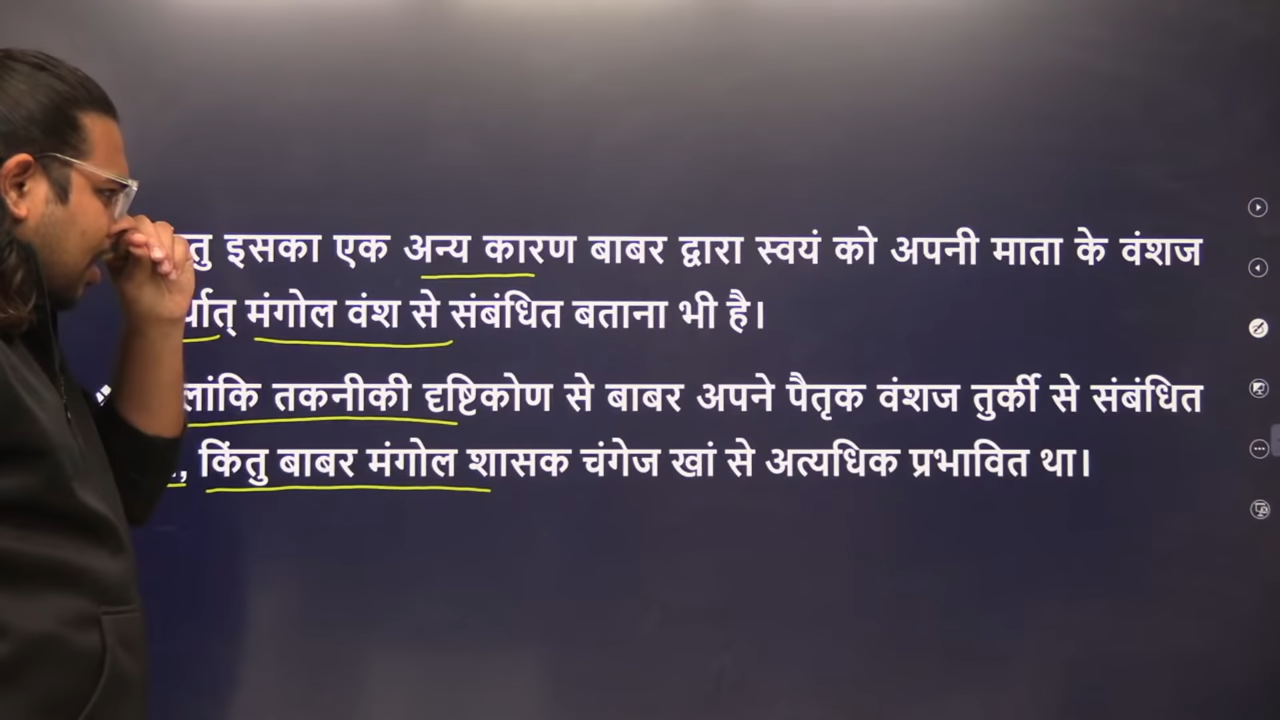 इसका एक अन्य कारण बाबर द्वारा स्वयं को अपनी माता के वंशज
मंगोल वंश से संबंधित बताना भी है।
तकनीकी दृष्टिकोण से बाबर अपने पैतृक वंशज तुर्की से संबंधित
किंतु बाबर मंगोल शासक चंगेज खां से अत्यधिक प्रभावित था।